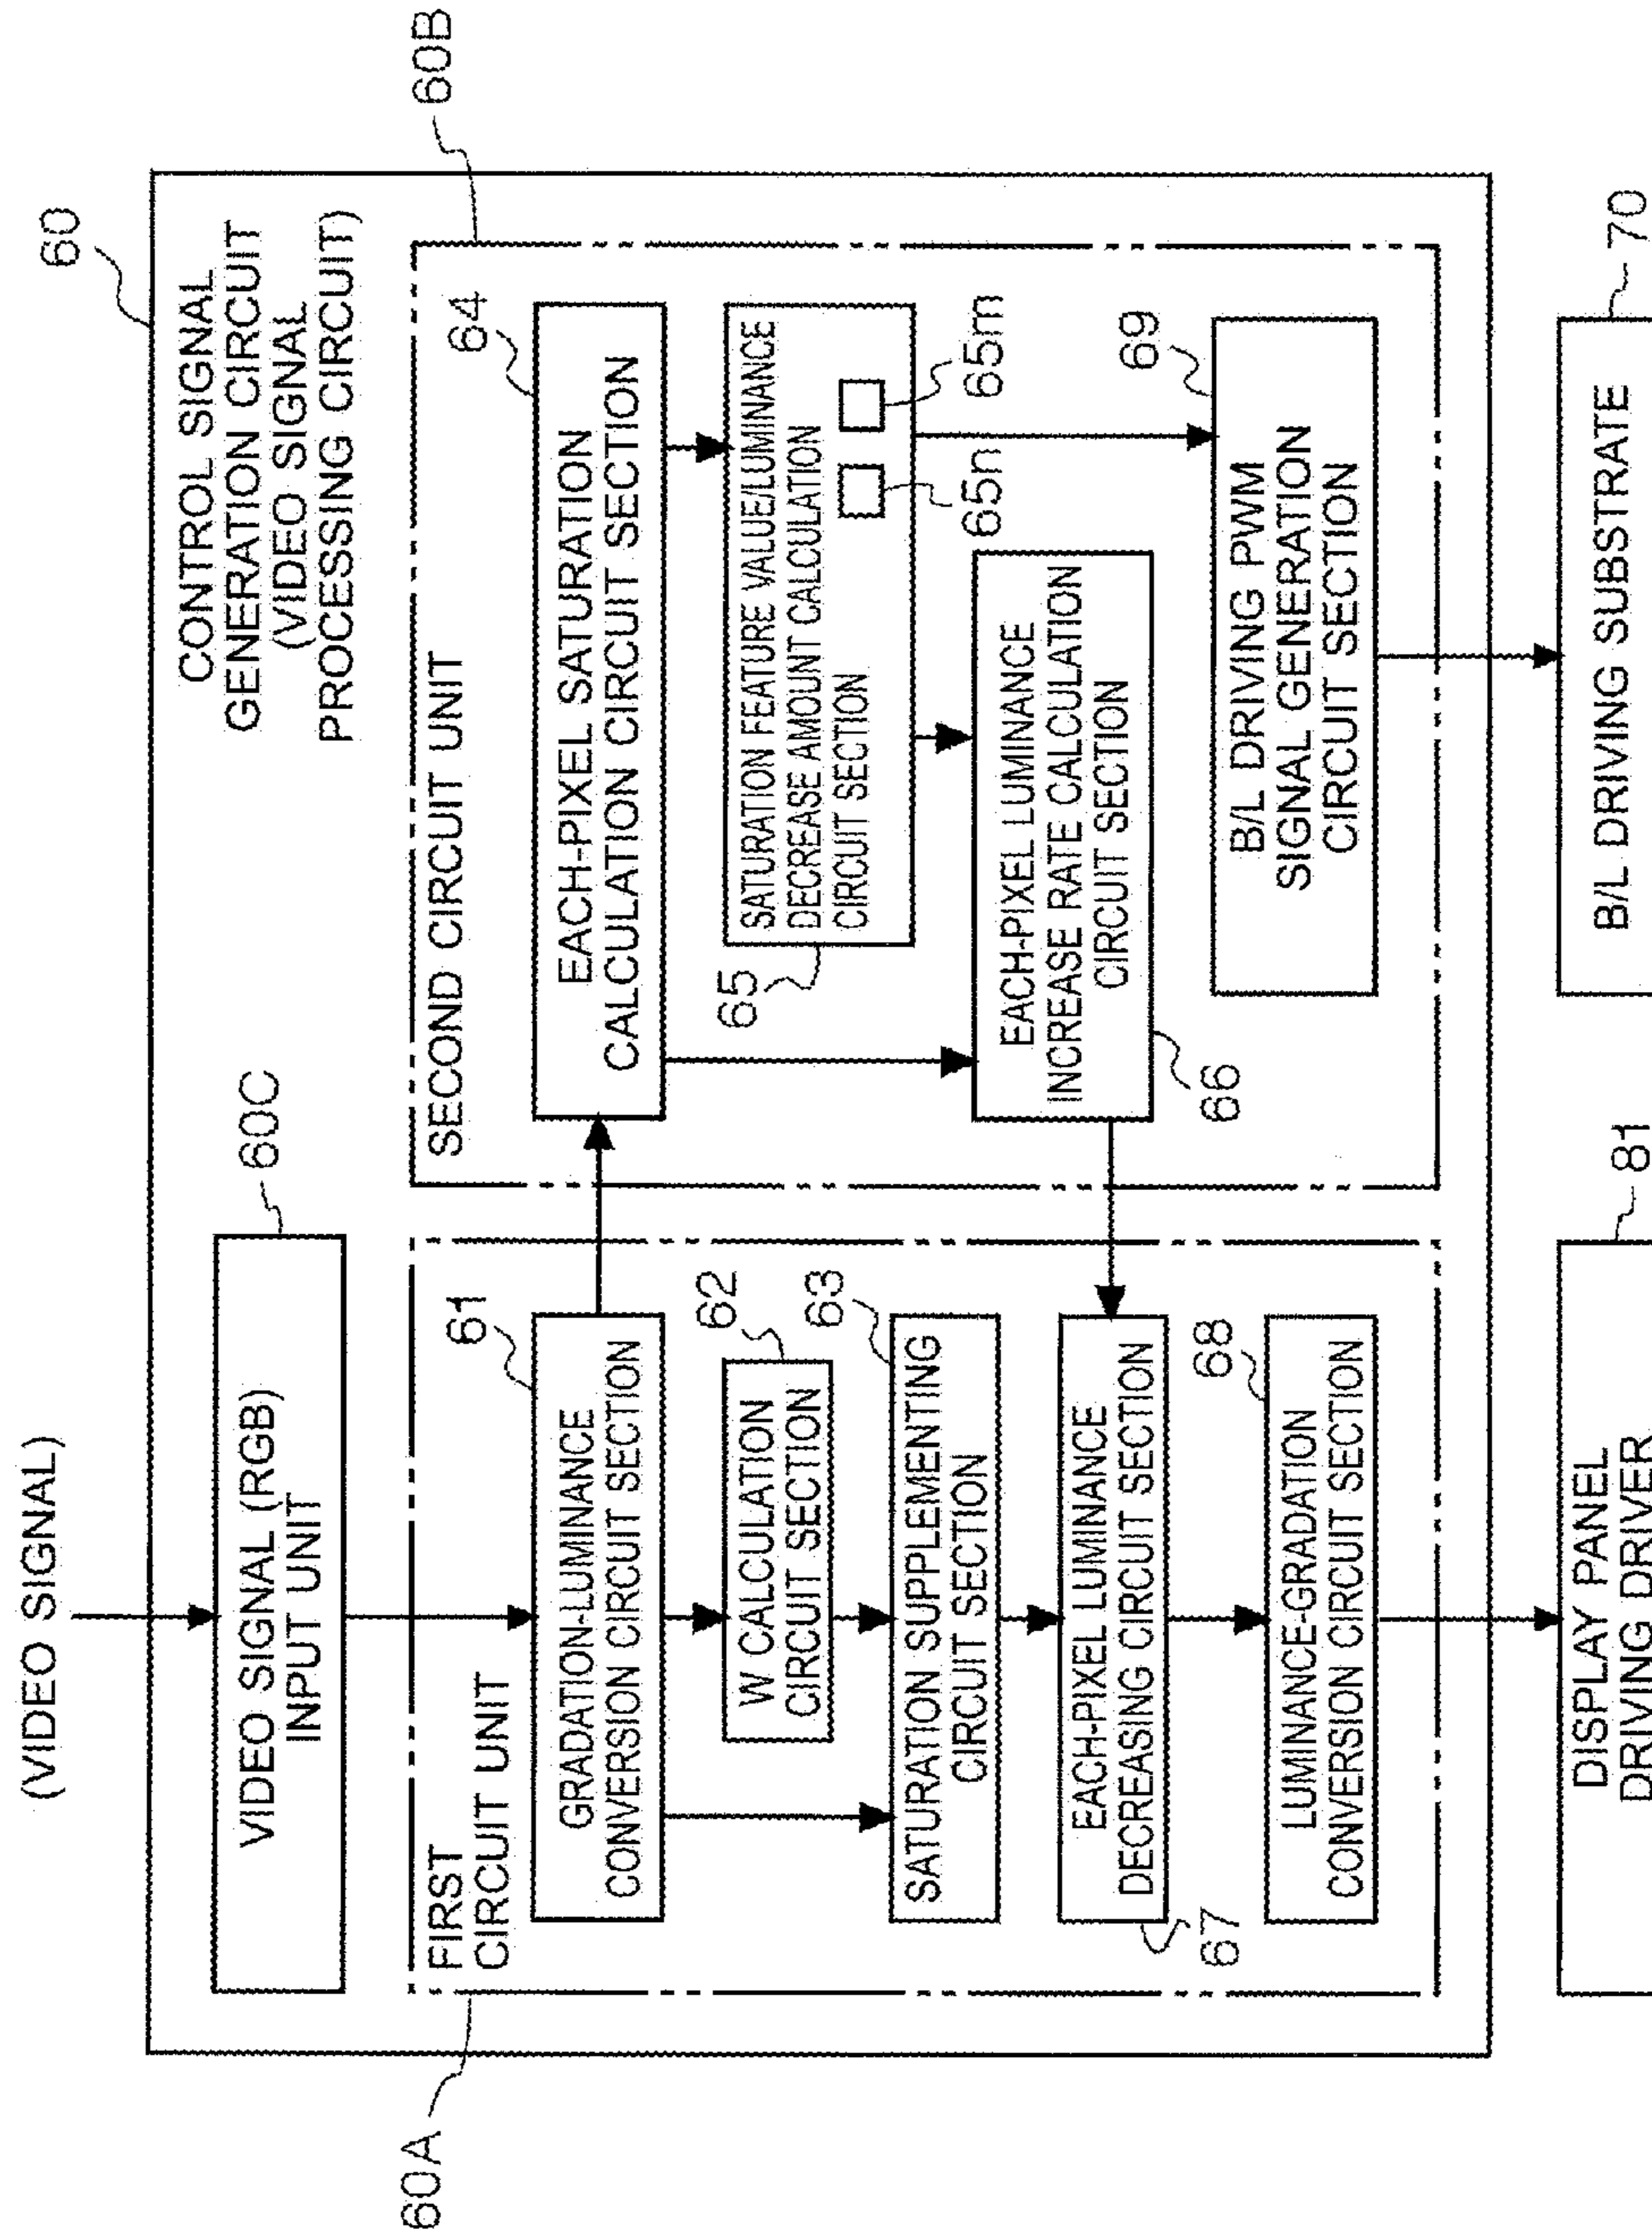 (VIDEO SIGNAL)
60
CONTROL SIGNAL
GENERATION CIRCUIT
(VIDEO SIGNAL
PROCESSING CIRCUIT)
60C
VIDEO SIGNAL (RGB)
INPUT UNIT
60A
FIRST
CIRCUIT UNIT
61
GRADATION-LUMINANCE
CONVERSION CIRCUIT SECTION
62
W CALCULATION
CIRCUIT SECTION
63
SATURATION SUPPLEMENTING
CIRCUIT SECTION
EACH-PIXEL LUMINANCE
DECREASING CIRCUIT SECTION
67
68
LUMINANCE-GRADATION
CONVERSION CIRCUIT SECTION
60B
SECOND CIRCUIT UNIT
64
EACH-PIXEL SATURATION
CALCULATION CIRCUIT SECTION
SATURATION FEATURE VALUE/LUMINANCE
DECREASE AMOUNT CALCULATION
CIRCUIT SECTION
65
65n
65m
EACH-PIXEL LUMINANCE
INCREASE RATE CALCULATION
CIRCUIT SECTION
66
69
B/L DRIVING PWM
SIGNAL GENERATION
CIRCUIT SECTION
81
DISPLAY PANEL
DRIVING DRIVER
70
B/L DRIVING SUBSTRATE